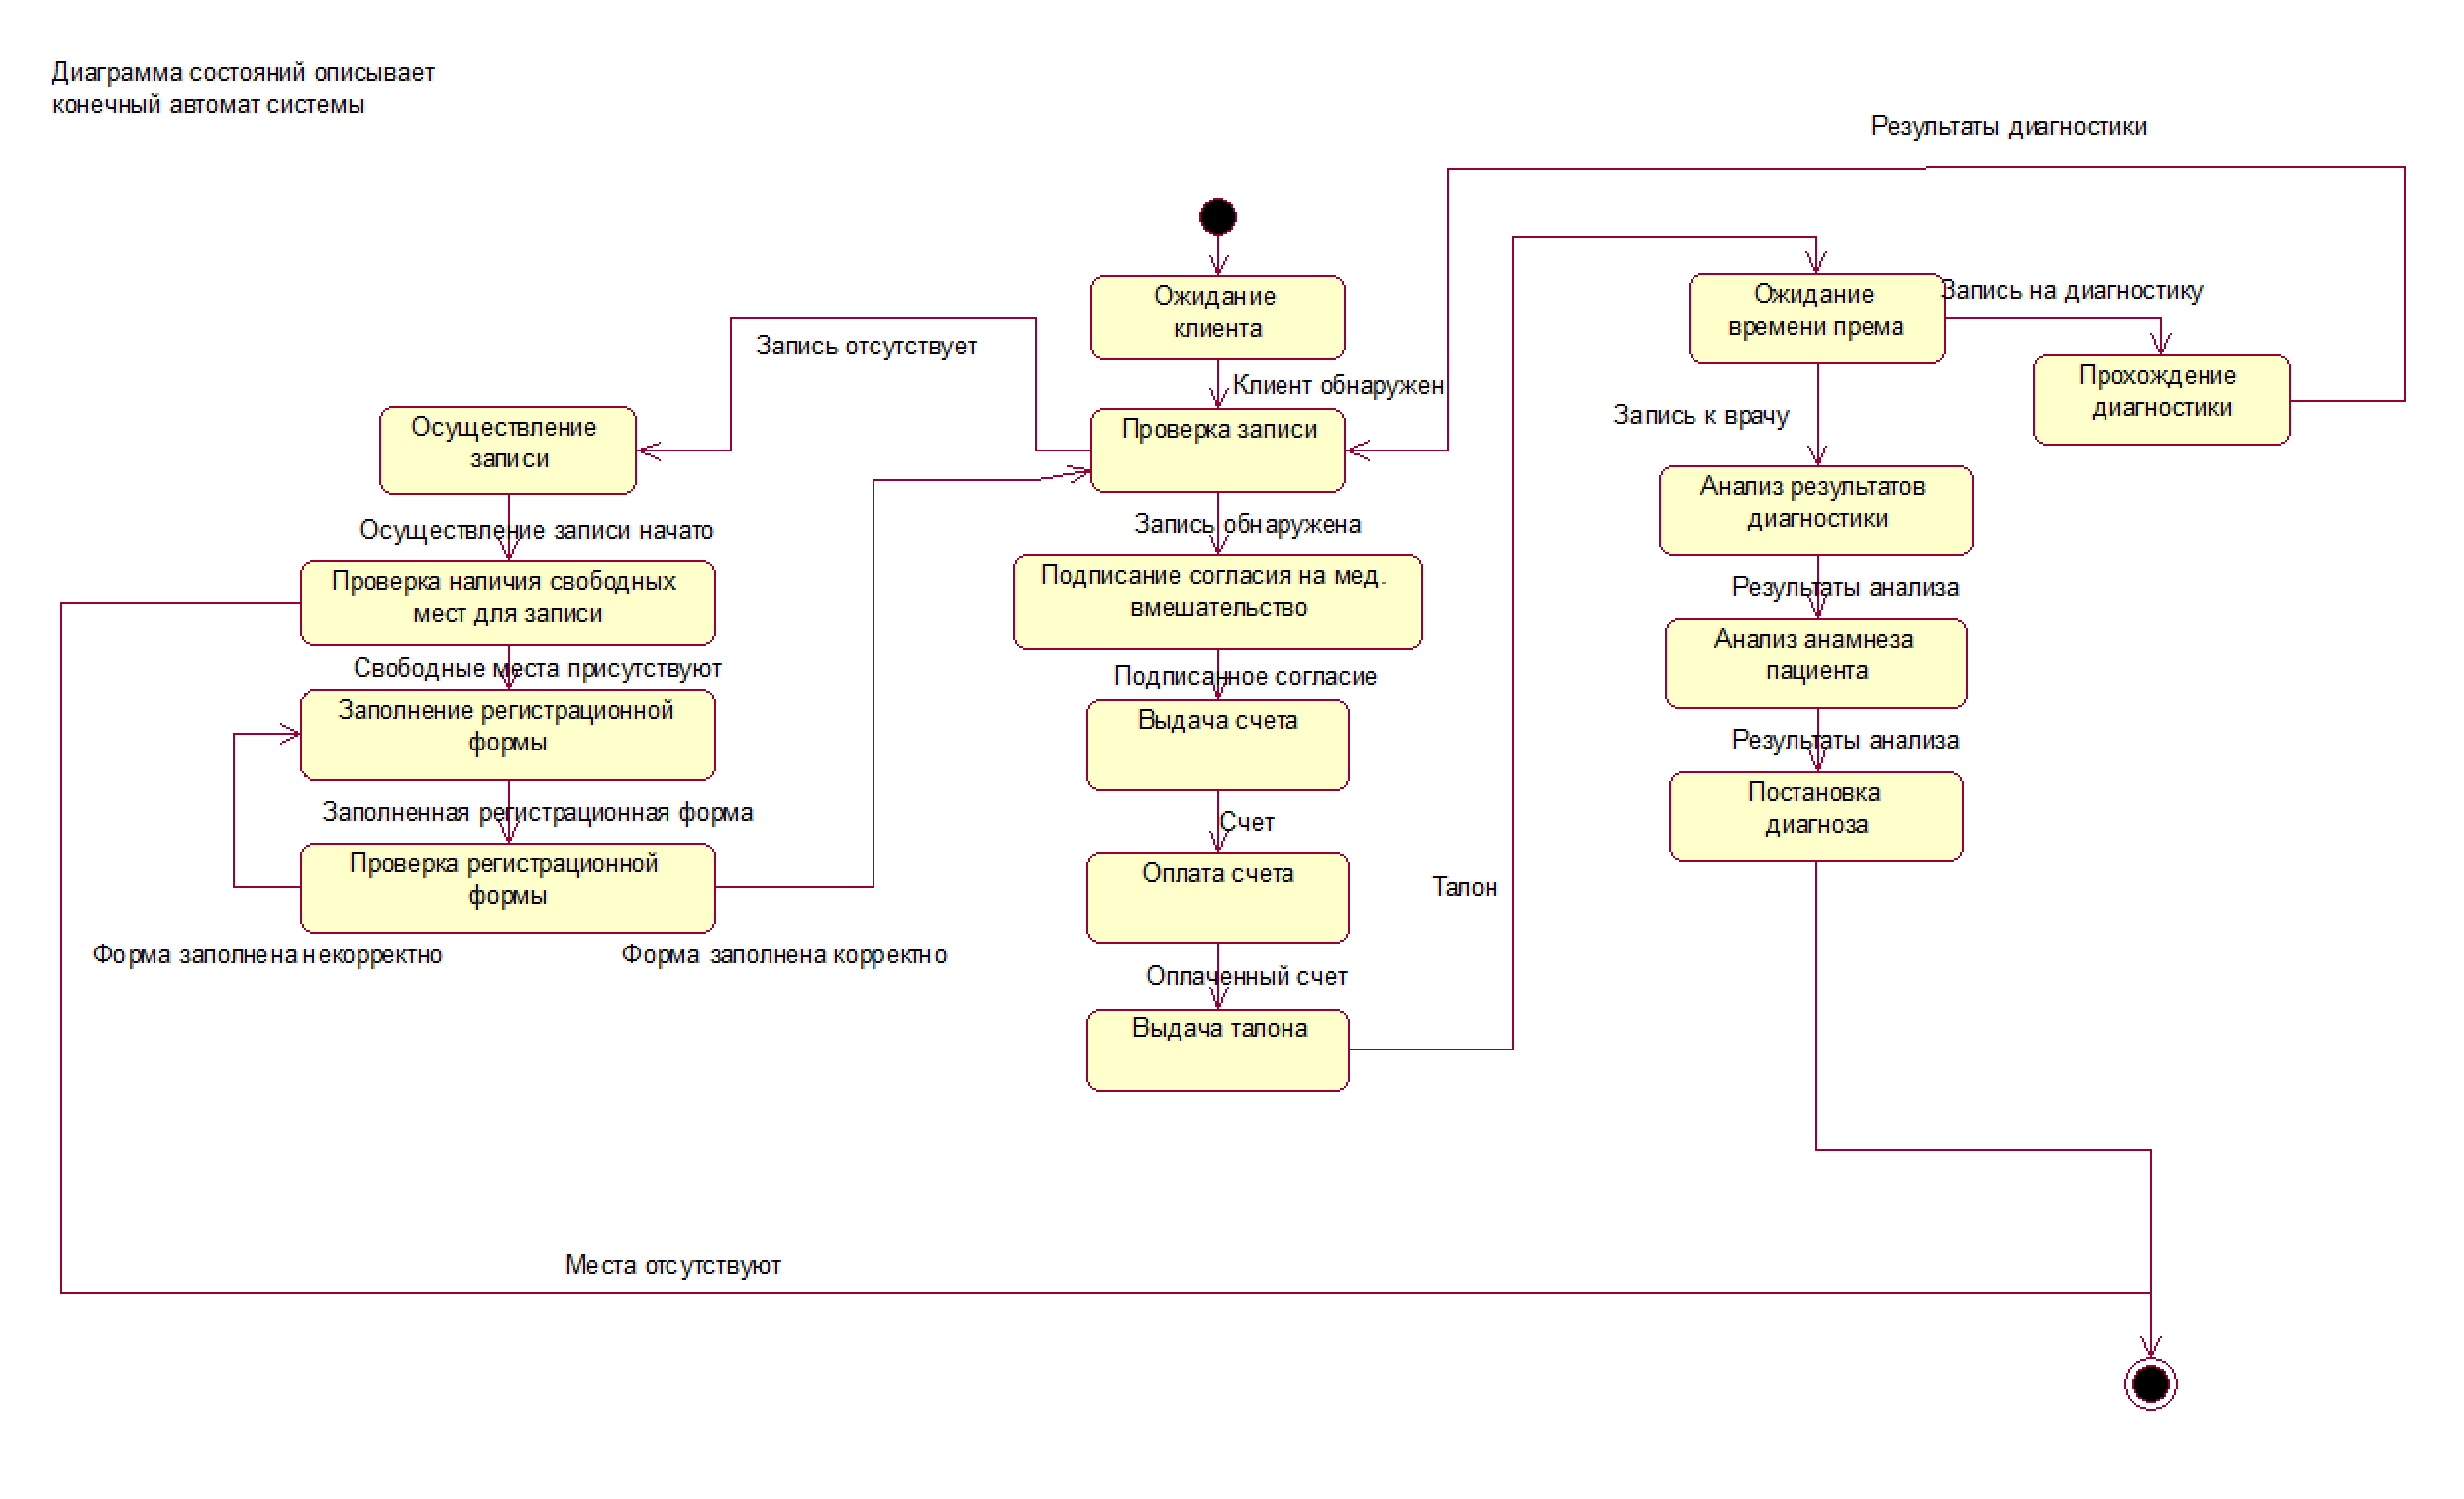 Диаграмма состояний описывает
конечный автомат системы
Результаты диагностики
Ожидание
клиента
Ожидание
времени према
Запись на диагностику
Запись отсутствует
Клиент обнаружен
Прохождение
диагностики
Запись к врачу
Осуществление
записи
Проверка записи
Анализ результатов
диагностики
Осуществление записи начато
Запись обнаружена
Проверка наличия свободных
мест для записи
Подписание согласия на мед.
вмешательство
Результаты анализа
Анализ анамнеза
пациента
Свободные места присутствуют
Подписанное согласие
Заполнение регистрационной
формы
Выдача счета
Результаты анализа
Постановка
диагноза
Заполненная регистрационная форма
Счет
Проверка регистрационной
формы
Оплата счета
Талон
Форма заполнена некорректно
Форма заполнена корректно
Оплаченный счет
Выдача талона
Места отсутствуют